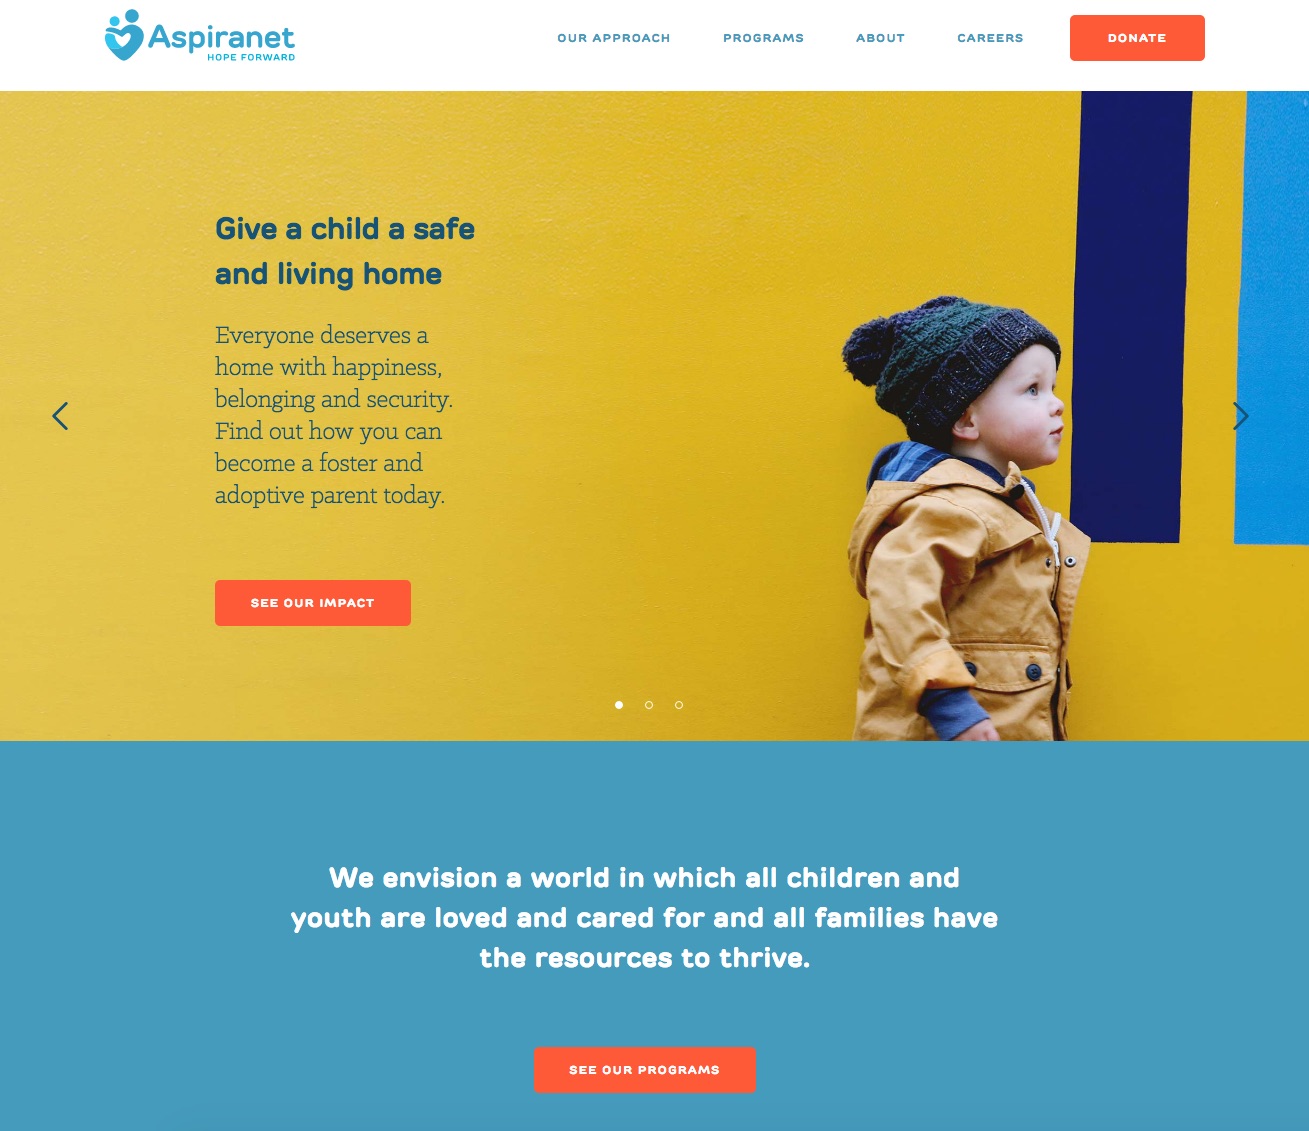 Aspiranet
HOPE FORWARD
OUR APPROACH
PROGRAMS
ABOUT
CAREERS
DONATE
Give a child a safe
and living home
Everyone deserves a
home with happiness,
belonging and security.
Find out how you can
become a foster and
adoptive parent today.
SEE OUR IMPACT
We envision a world in which all children and
youth are loved and cared for and all families have
the resources to thrive.
SEE OUR PROGRAMS